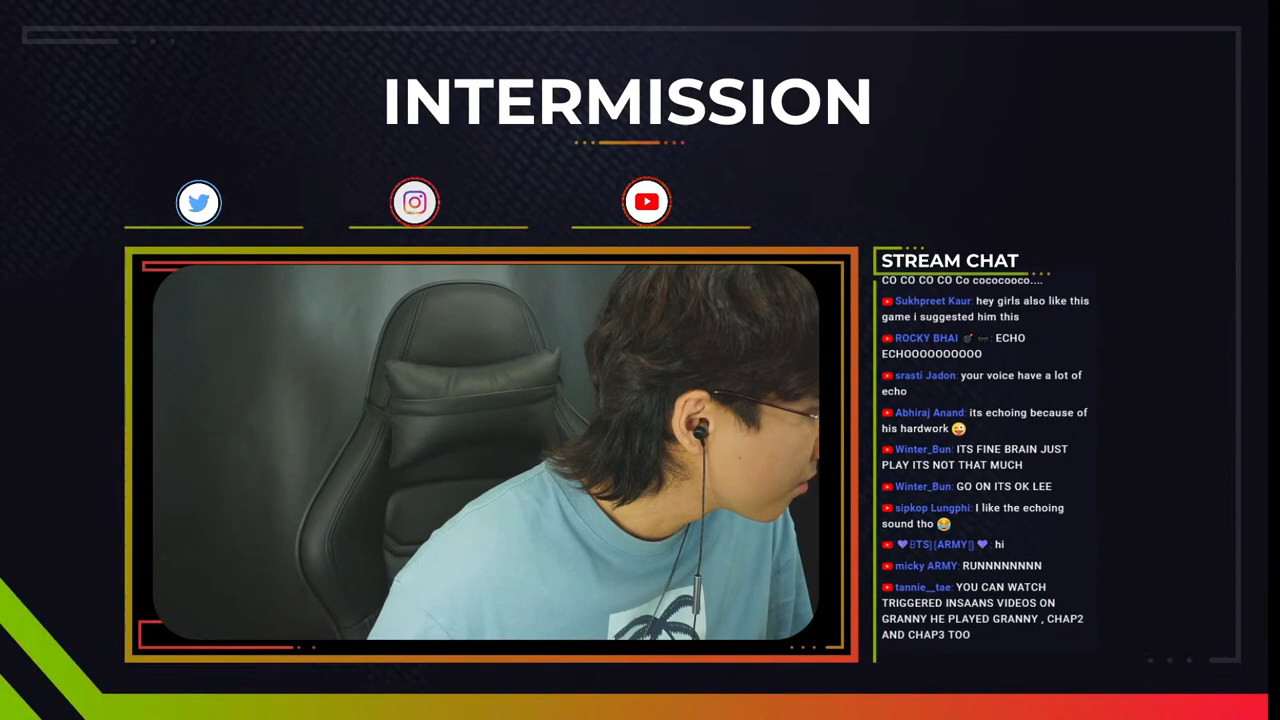 INTERMISSION
STREAM CHAT
CO CO CO CO Co cocococo....
Sukhpreet Kaur: hey girls also like this
game i suggested him this
ROCKY BHAI 💣 : ECHO
ECHOOOOOOOOOO
srasti Jadon: your voice have a lot of
echo
Abhiraj Anand: its echoing because of
his hardwork 😜
Winter_Bun: ITS FINE BRAIN JUST
PLAY ITS NOT THAT MUCH
Winter_Bun: GO ON ITS OK LEE
sipkop Lungphi: I like the echoing
sound tho 😂
💜BTS][ARMY[]💜: hi
micky ARMY: RUNNNNNNNN
tannie__tae: YOU CAN WATCH
TRIGGERED INSAANS VIDEOS ON
GRANNY HE PLAYED GRANNY , CHAP2
AND CHAP3 TOO